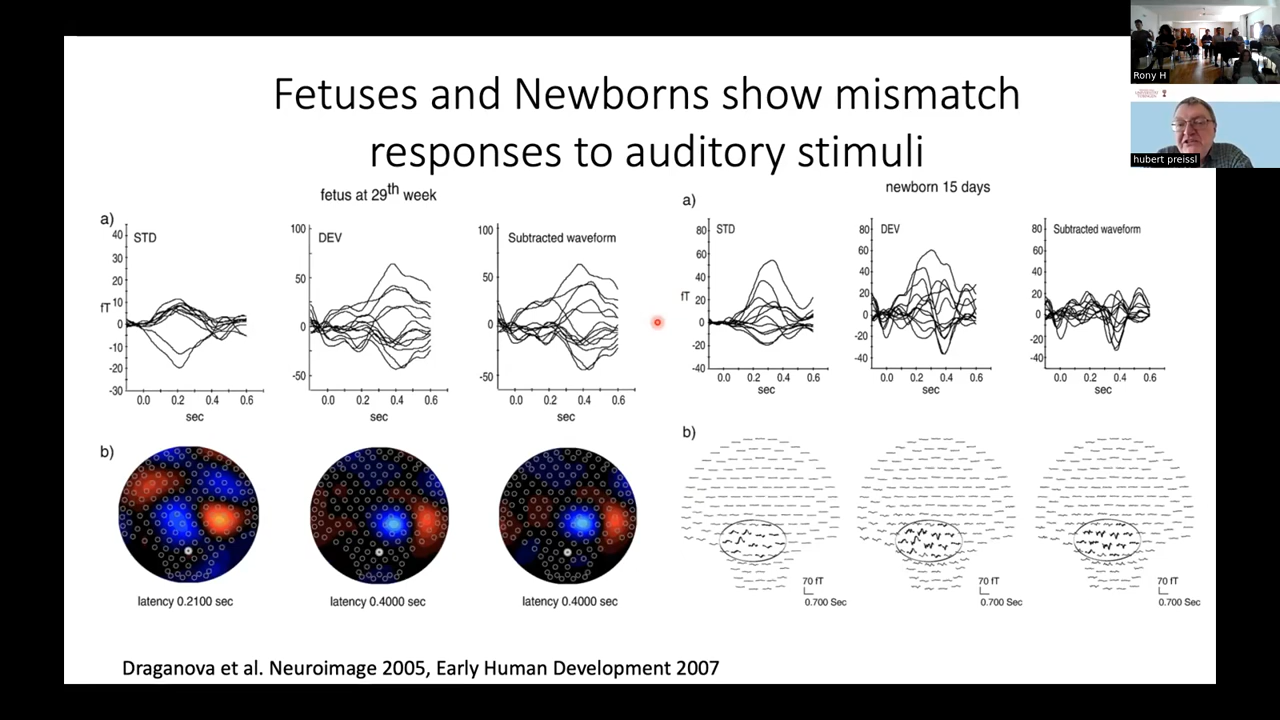 Fetuses and Newborns show mismatch
responses to auditory stimuli
fetus at 29th week
a)
STD
40
30
20
10
fT
0
-10
-20
-30
0.0 0.2 0.4 0.6
sec
DEV
100
50
0
-50
0.0 0.2 0.4 0.6
sec
Subtracted waveform
100
50
0
-50
0.0 0.2 0.4 0.6
sec
b)
latency 0.2100 sec
latency 0.4000 sec
latency 0.4000 sec
newborn 15 days
a)
STD
80
60
40
fT
20
0
-20
-40
0.0 0.2 0.4 0.6
sec
DEV
80
60
40
20
0
-20
-40
0.0 0.2 0.4 0.6
sec
Subtracted waveform
80
60
40
20
0
-20
-40
0.0 0.2 0.4 0.6
sec
b)
70 fT
0.700 Sec
70 fT
0.700 Sec
70 fT
0.700 Sec
Draganova et al. Neuroimage 2005, Early Human Development 2007
Rony H
hubert preissl